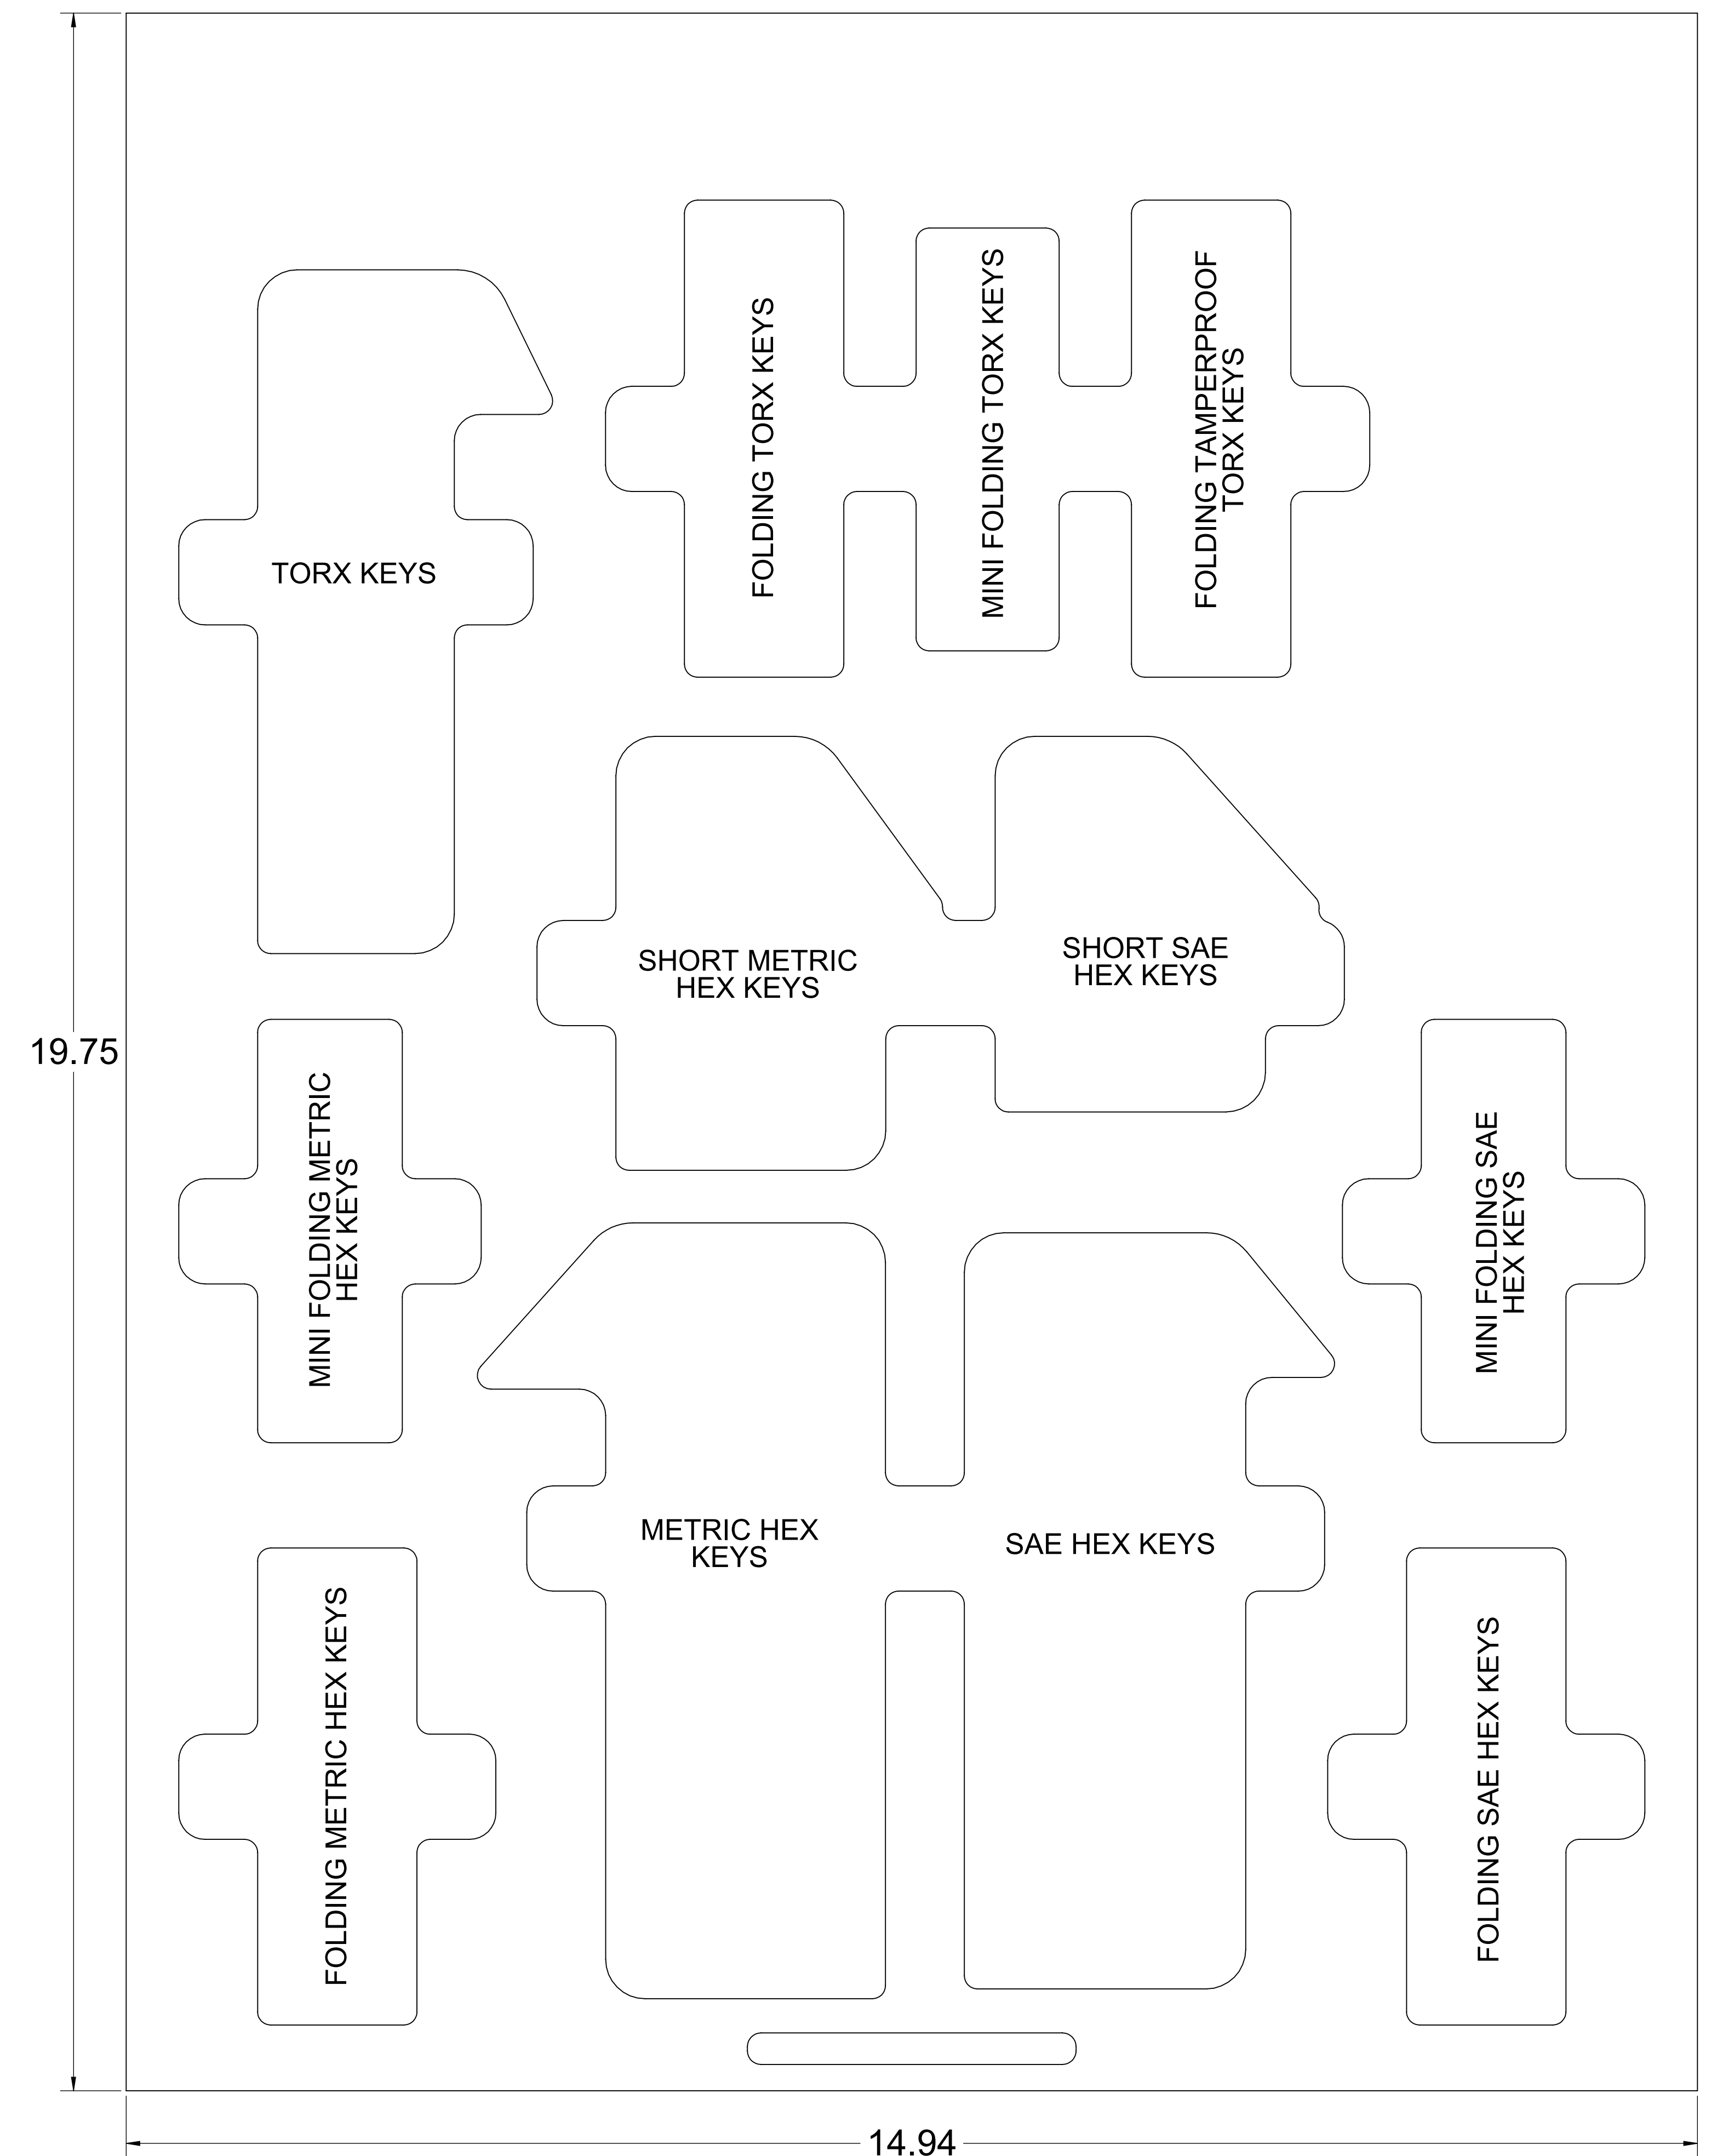 FOLDING TORX KEYS
MINI FOLDING TORX KEYS
FOLDING TAMPERPROOF
TORX KEYS
TORX KEYS
SHORT METRIC
HEX KEYS
SHORT SAE
HEX KEYS
19.75
MINI FOLDING METRIC
HEX KEYS
MINI FOLDING SAE
HEX KEYS
METRIC HEX
KEYS
SAE HEX KEYS
FOLDING METRIC HEX KEYS
FOLDING SAE HEX KEYS
14.94